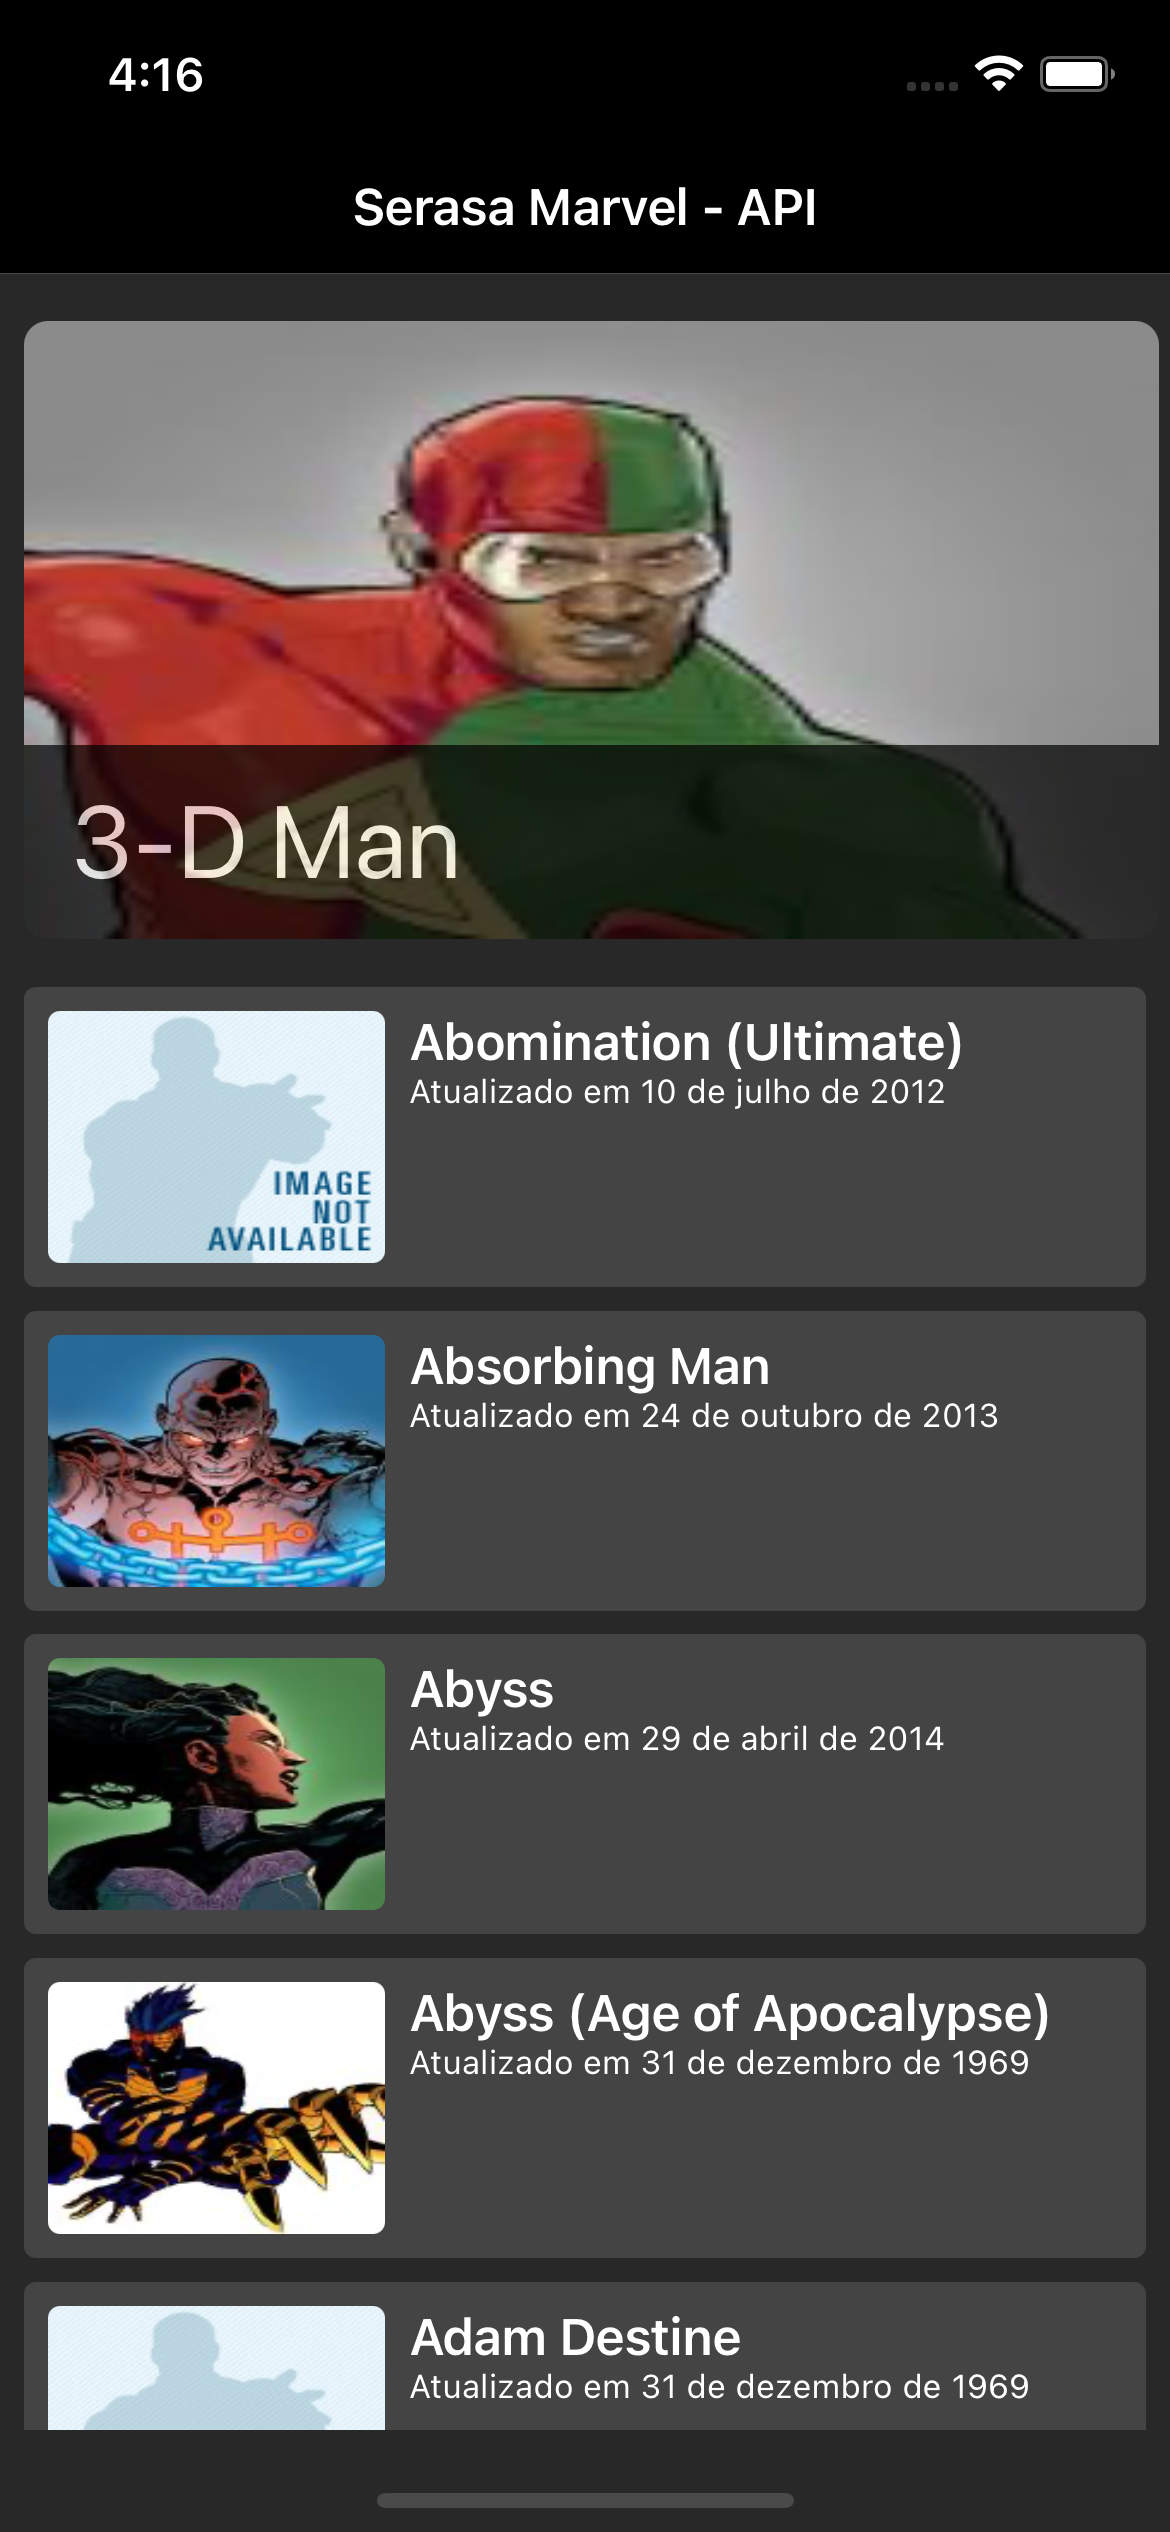 4:16
Serasa Marvel - API
3-D Man
Abomination (Ultimate)
Atualizado em 10 de julho de 2012
IMAGE
NOT
AVAILABLE
Absorbing Man
Atualizado em 24 de outubro de 2013
Abyss
Atualizado em 29 de abril de 2014
Abyss (Age of Apocalypse)
Atualizado em 31 de dezembro de 1969
Adam Destine
Atualizado em 31 de dezembro de 1969